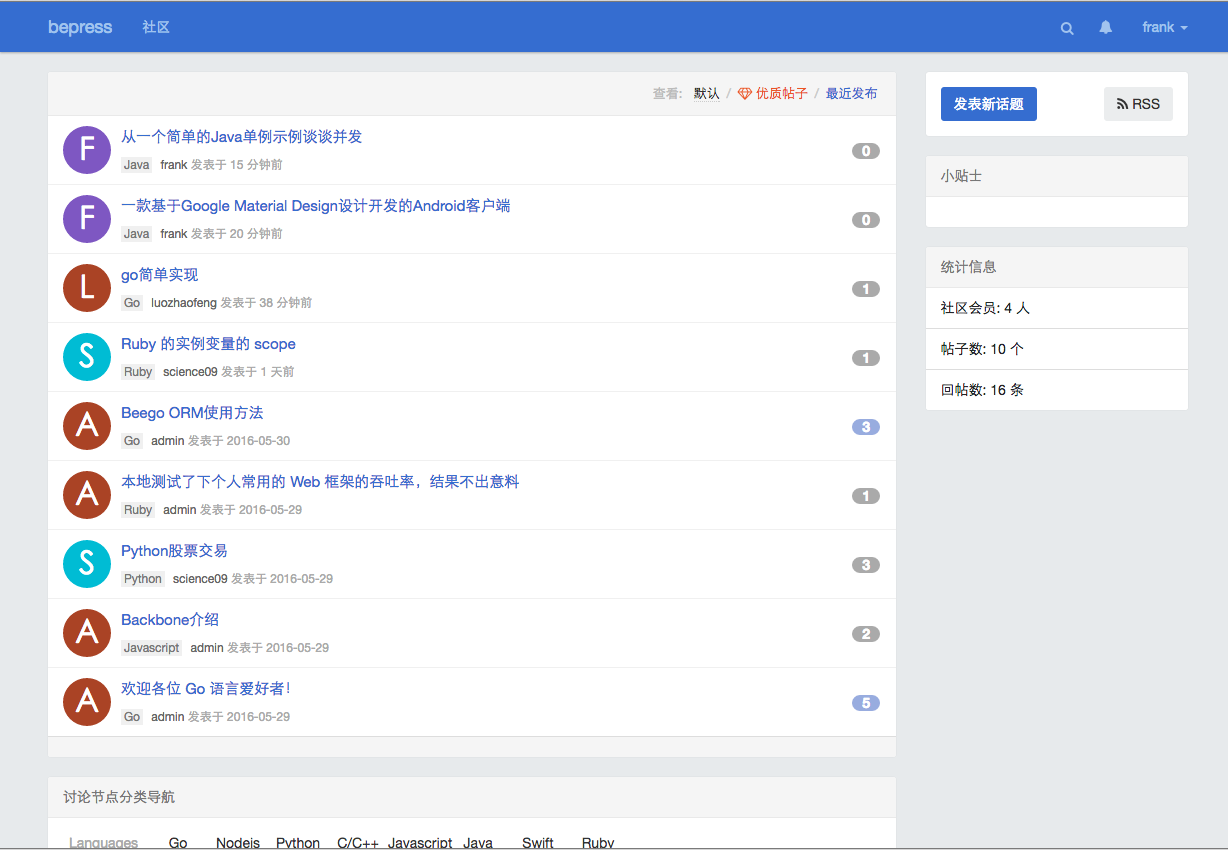 bepress 社区 frank
查看: 默认 / 优质帖子 / 最近发布
F 从一个简单的Java单例示例谈谈并发
Java frank 发表于 15 分钟前 0
F 一款基于Google Material Design设计开发的Android客户端
Java frank 发表于 20 分钟前 0
L go简单实现
Go luozhaofeng 发表于 38 分钟前 1
S Ruby 的实例变量的 scope
Ruby science09 发表于 1 天前 1
A Beego ORM使用方法
Go admin 发表于 2016-05-30 3
A 本地测试了下个人常用的 Web 框架的吞吐率，结果不出意料
Ruby admin 发表于 2016-05-29 1
S Python股票交易
Python science09 发表于 2016-05-29 3
A Backbone介绍
Javascript admin 发表于 2016-05-29 2
A 欢迎各位 Go 语言爱好者！
Go admin 发表于 2016-05-29 5
讨论节点分类导航
Languages Go Nodejs Python C/C++ Javascript Java Swift Ruby
发表新话题 RSS
小贴士
统计信息
社区会员: 4 人
帖子数: 10 个
回帖数: 16 条